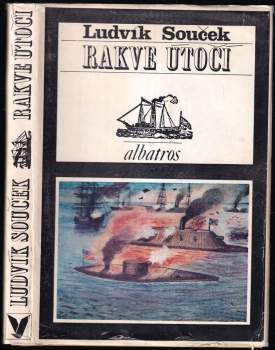 Ludvík Souček
RAKVE ÚTOČÍ
albatros
LUDVÍK SOUČEK RAKVE ÚTOČÍ